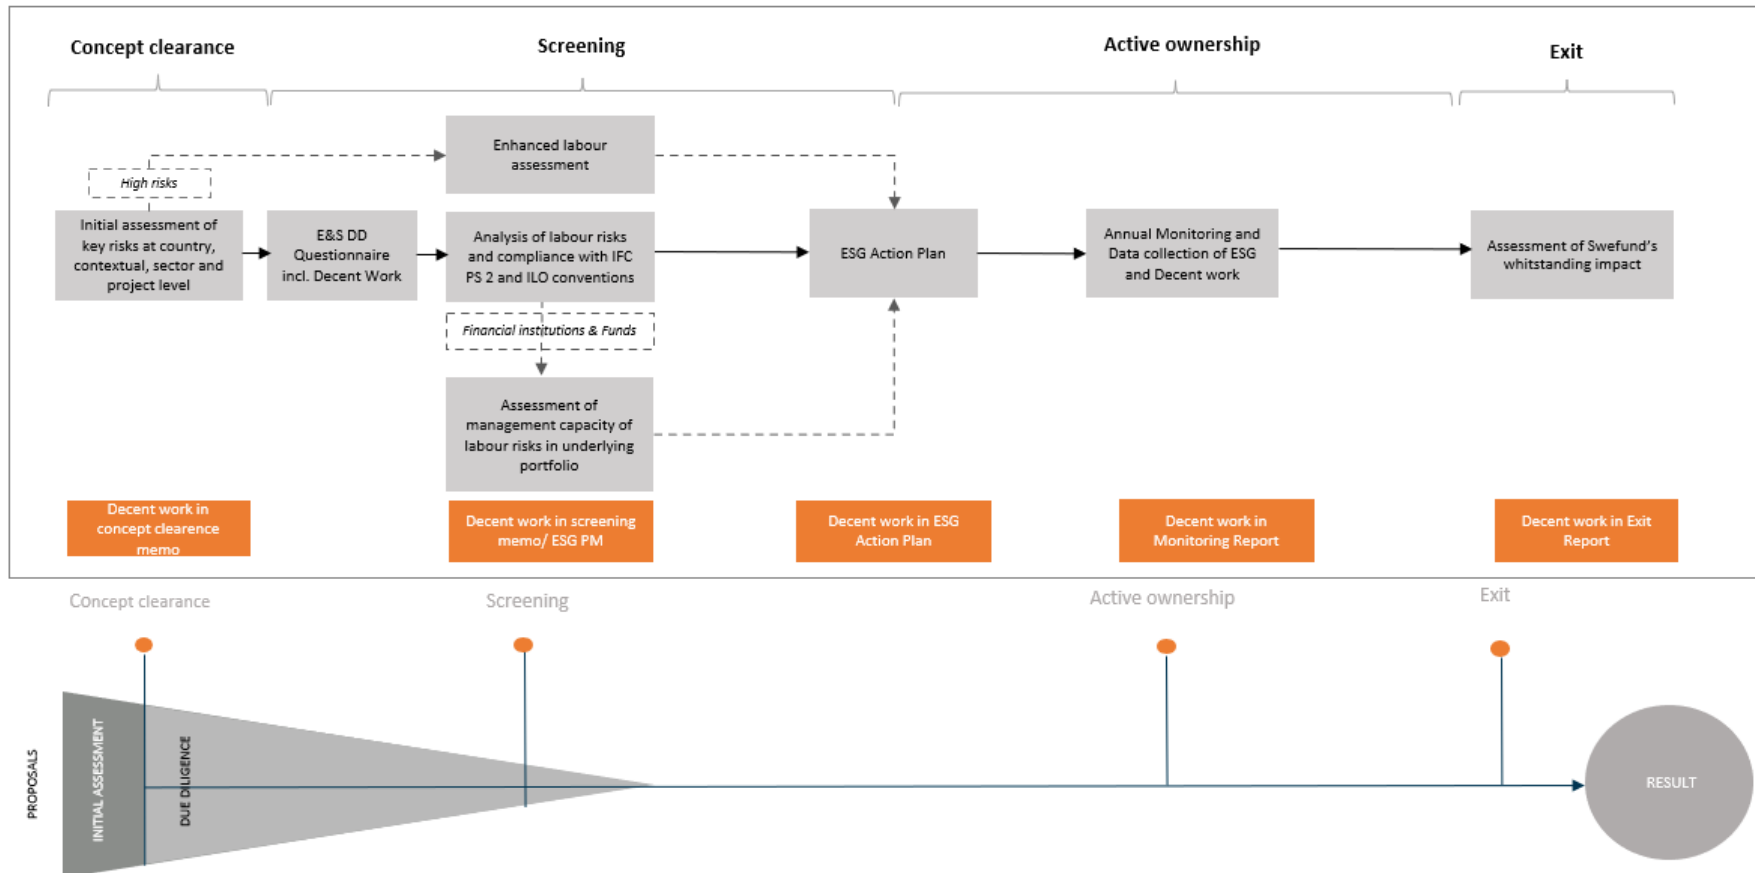 Concept clearance
Screening
Active ownership
Exit
Enhanced labour
assessment
High risks
Initial assessment of
key risks at country,
contextual, sector and
project level
E&S DD
Questionnaire
incl. Decent Work
Analysis of labour risks
and compliance with IFC
PS 2 and ILO conventions
ESG Action Plan
Annual Monitoring and
Data collection of ESG
and Decent work
Assessment of Swefund's
whitstanding impact
Financial institutions & Funds
Assessment of
management capacity of
labour risks in underlying
portfolio
Decent work in
concept clearence
memo
Decent work in screening
memo/ ESG PM
Decent work in ESG
Action Plan
Decent work in
Monitoring Report
Decent work in Exit
Report
Concept clearance
Screening
Active ownership
Exit
PROPOSALS
INITIAL ASSESSMENT
DUE DILIGENCE
RESULT